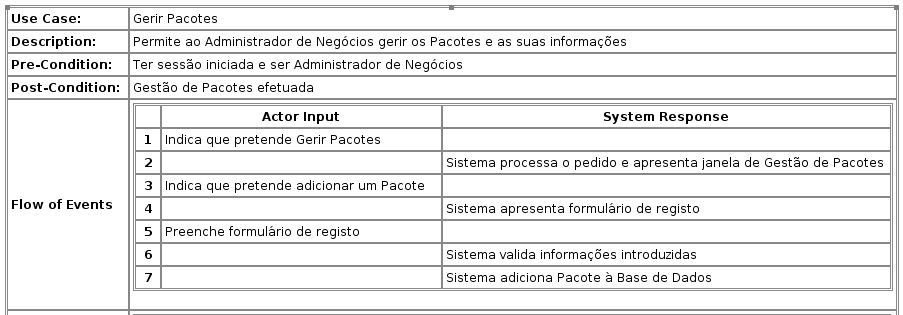 Use Case: Gerir Pacotes
Description: Permite ao Administrador de Negócios gerir os Pacotes e as suas informações
Pre-Condition: Ter sessão iniciada e ser Administrador de Negócios
Post-Condition: Gestão de Pacotes efetuada
Flow of Events
Actor Input System Response
1 Indica que pretende Gerir Pacotes
2 Sistema processa o pedido e apresenta janela de Gestão de Pacotes
3 Indica que pretende adicionar um Pacote
4 Sistema apresenta formulário de registo
5 Preenche formulário de registo
6 Sistema valida informações introduzidas
7 Sistema adiciona Pacote à Base de Dados